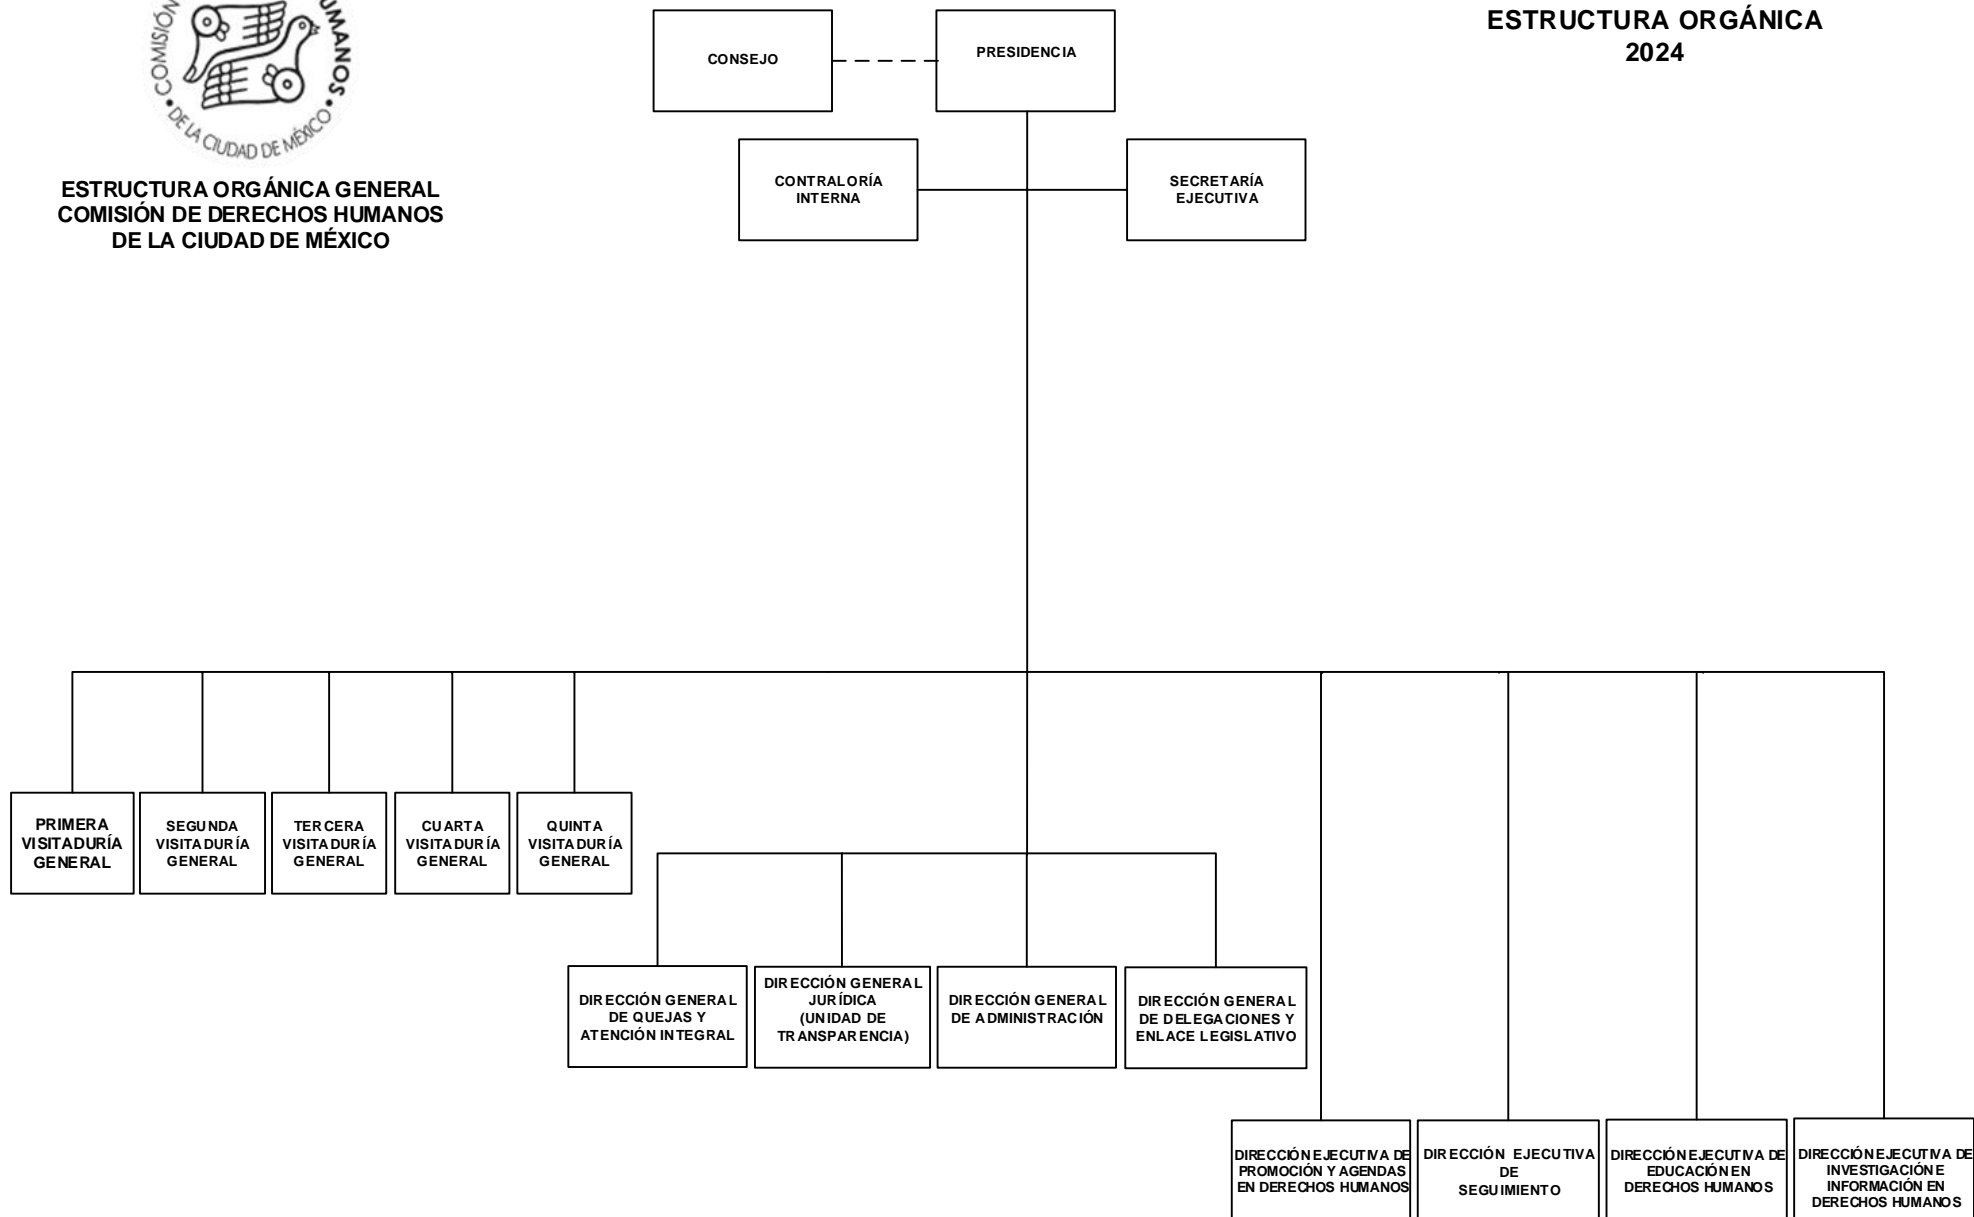 COMISIÓN
UMANOS
DE LA CIUDAD DE MÉXICO
ESTRUCTURA ORGÁNICA GENERAL
COMISIÓN DE DERECHOS HUMANOS
DE LA CIUDAD DE MÉXICO
ESTRUCTURA ORGÁNICA
2024
CONSEJO
PRESIDENCIA
CONTRALORÍA
INTERNA
SECRETARÍA
EJECUTIVA
PRIMERA
VISITADURÍA
GENERAL
SEGUNDA
VISITADURÍA
GENERAL
TERCERA
VISITADURÍA
GENERAL
CUARTA
VISITADURÍA
GENERAL
QUINTA
VISITADURÍA
GENERAL
DIRECCIÓN GENERAL
DE QUEJAS Y
ATENCIÓN INTEGRAL
DIRECCIÓN GENERAL
JURÍDICA
(UNIDAD DE
TRANSPARENCIA)
DIRECCIÓN GENERAL
DE ADMINISTRACIÓN
DIRECCIÓN GENERAL
DE DELEGACIONES Y
ENLACE LEGISLATIVO
DIRECCIÓN EJECUTIVA DE
PROMOCIÓN Y AGENDAS
EN DERECHOS HUMANOS
DIRECCIÓN EJECUTIVA
DE
SEGUIMIENTO
DIRECCIÓN EJECUTIVA DE
EDUCACIÓN EN
DERECHOS HUMANOS
DIRECCIÓN EJECUTIVA DE
INVESTIGACIÓN E
INFORMACIÓN EN
DERECHOS HUMANOS